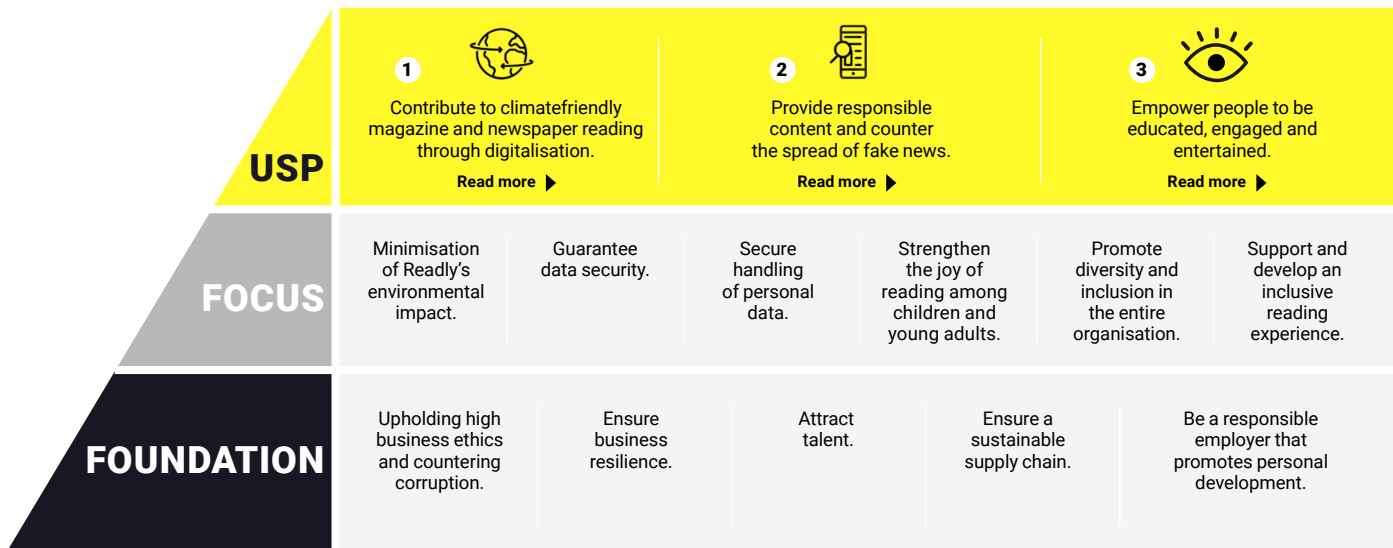 USP
1
Contribute to climatefriendly
magazine and newspaper reading
through digitalisation.
Read more
2
Provide responsible
content and counter
the spread of fake news.
Read more
3
Empower people to be
educated, engaged and
entertained.
Read more
FOCUS
Minimisation
of Readly's
environmental
impact.
Guarantee
data security.
Secure
handling
of personal
data.
Strengthen
the joy of
reading among
children and
young adults.
Promote
diversity and
inclusion in
the entire
organisation.
Support and
develop an
inclusive
reading
experience.
FOUNDATION
Upholding high
business ethics
and countering
corruption.
Ensure
business
resilience.
Attract
talent.
Ensure a
sustainable
supply chain.
Be a responsible
employer that
promotes personal
development.